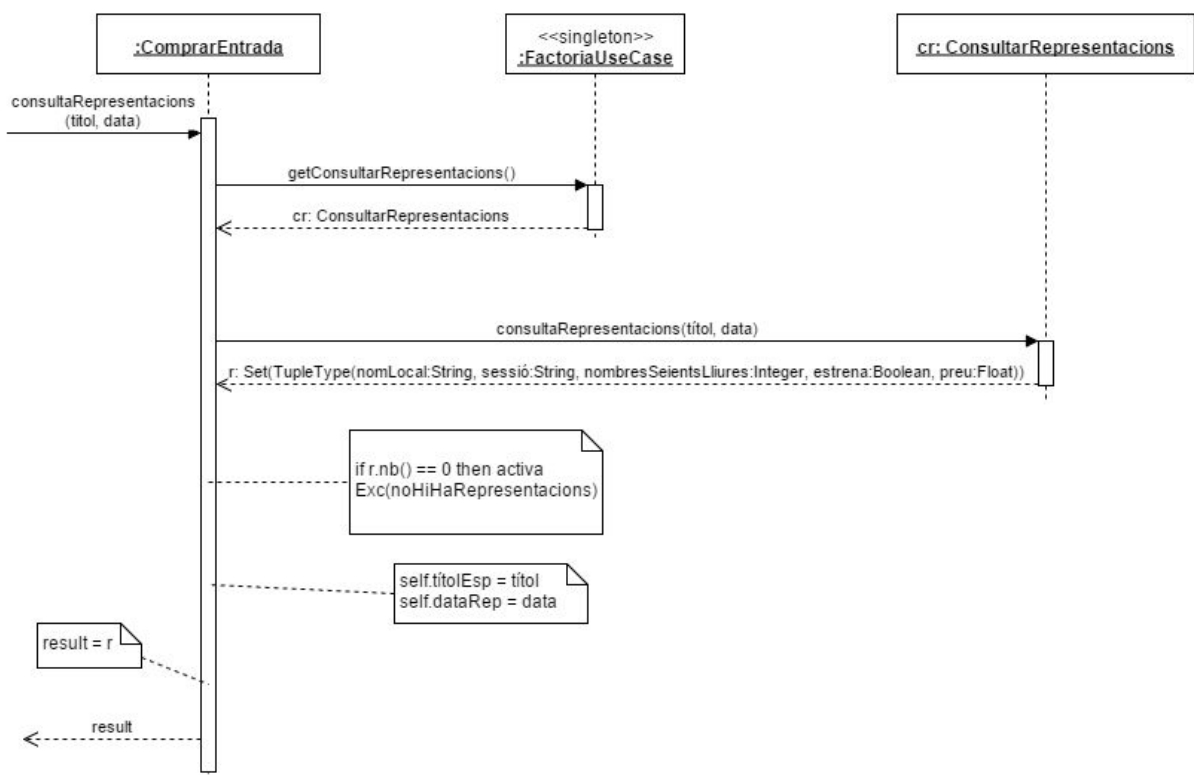 :ComprarEntrada
<<singleton>>
:FactoriaUseCase
cr: ConsultarRepresentacions
consultaRepresentacions
(títol, data)
getConsultarRepresentacions()
cr: ConsultarRepresentacions
consultaRepresentacions(títol, data)
r: Set(TupleType(nomLocal:String, sessió:String, nombresSeientsLliures:Integer, estrena:Boolean, preu:Float))
if r.nb() == 0 then activa
Exc(noHiHaRepresentacions)
self.títolEsp = títol
self.dataRep = data
result = r
result